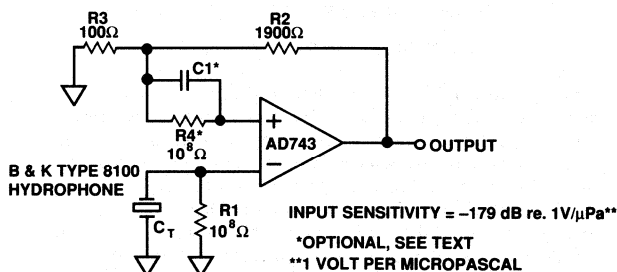 R3
100Ω
R2
1900Ω
C1*
R4*
10⁸Ω
+
AD743
−
OUTPUT
B & K TYPE 8100
HYDROPHONE
R1
10⁸Ω
CT
INPUT SENSITIVITY = –179 dB re. 1V/μPa**
*OPTIONAL, SEE TEXT
**1 VOLT PER MICROPASCAL